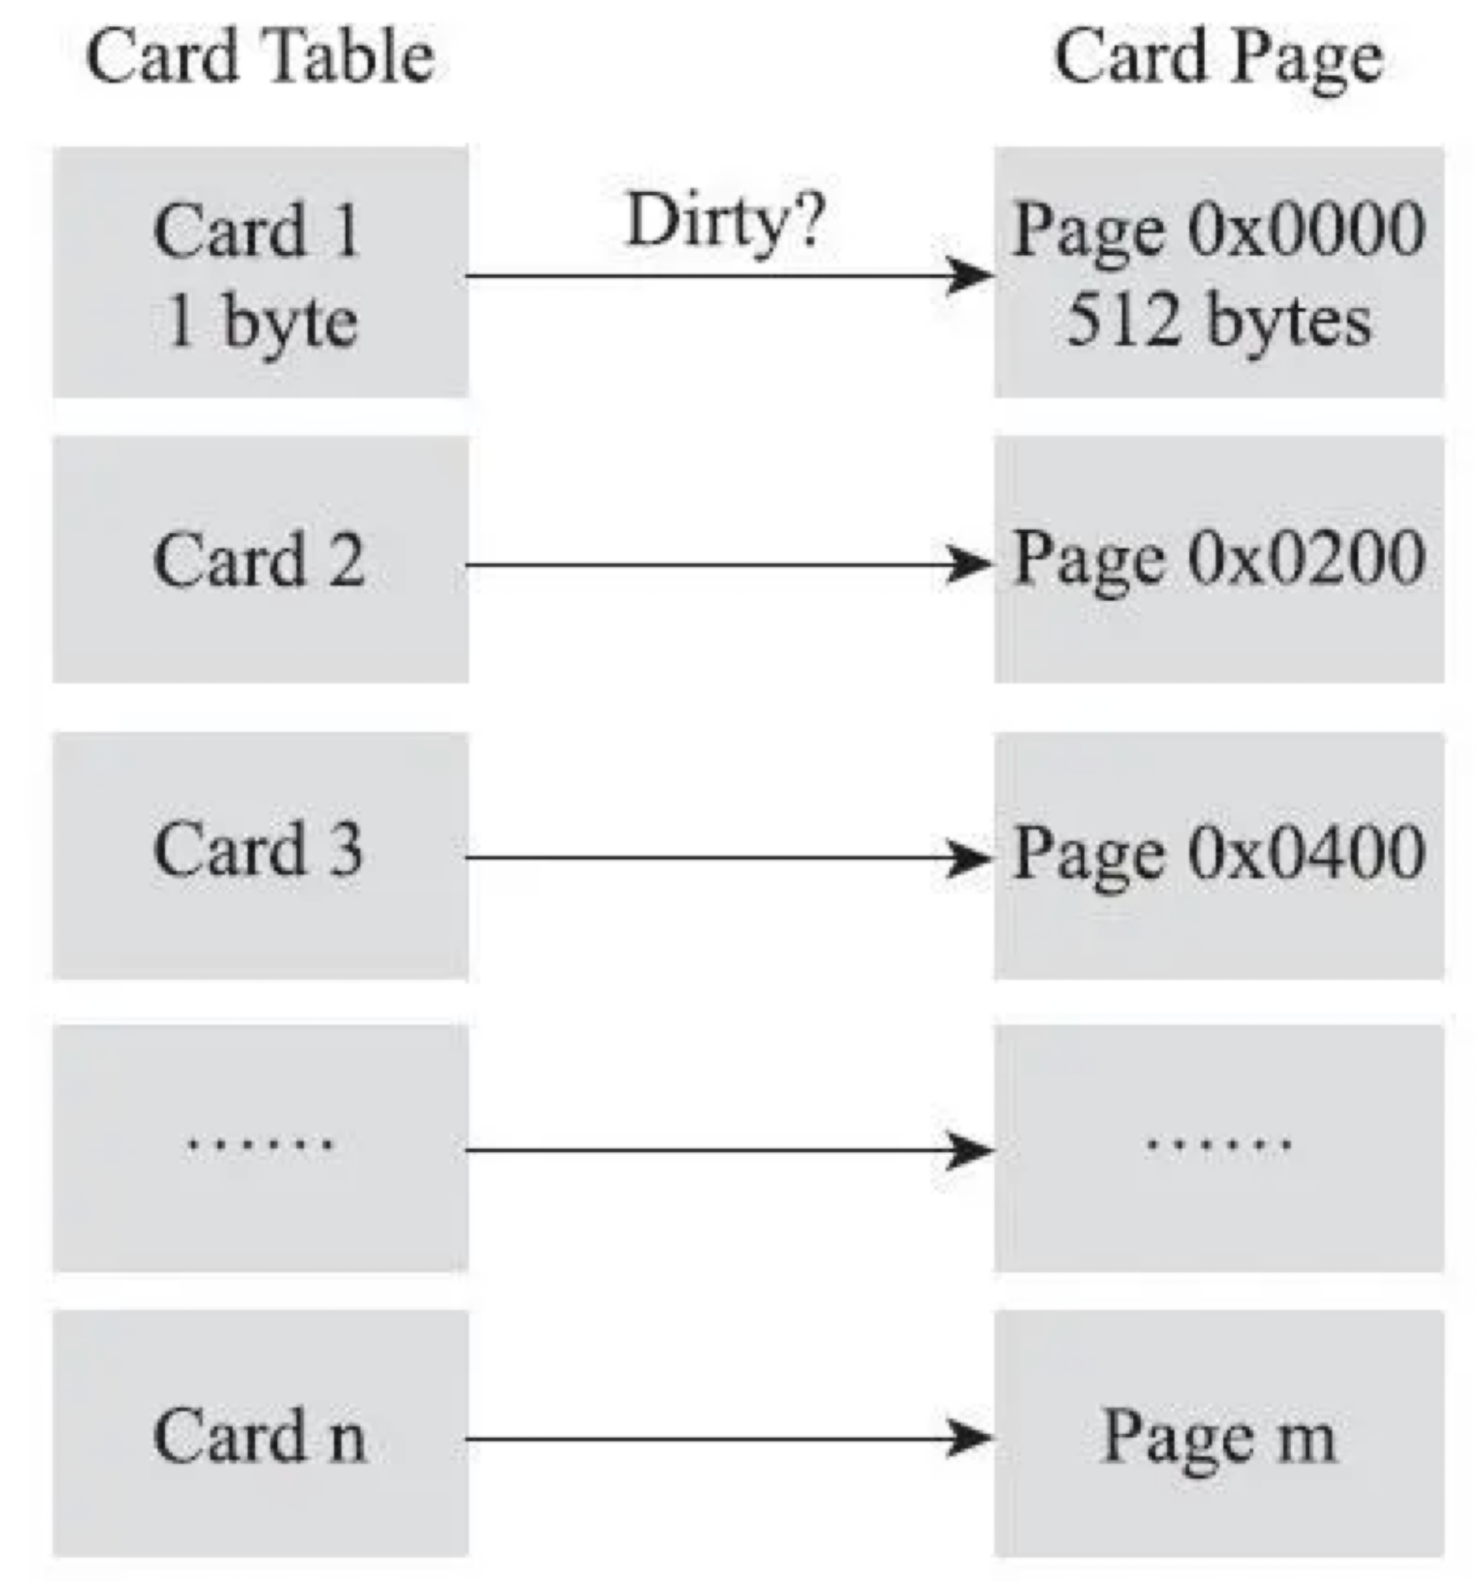 Card Table
Card Page
Card 1
1 byte
Dirty?
Page 0x0000
512 bytes
Card 2
Page 0x0200
Card 3
Page 0x0400
......
......
Card n
Page m